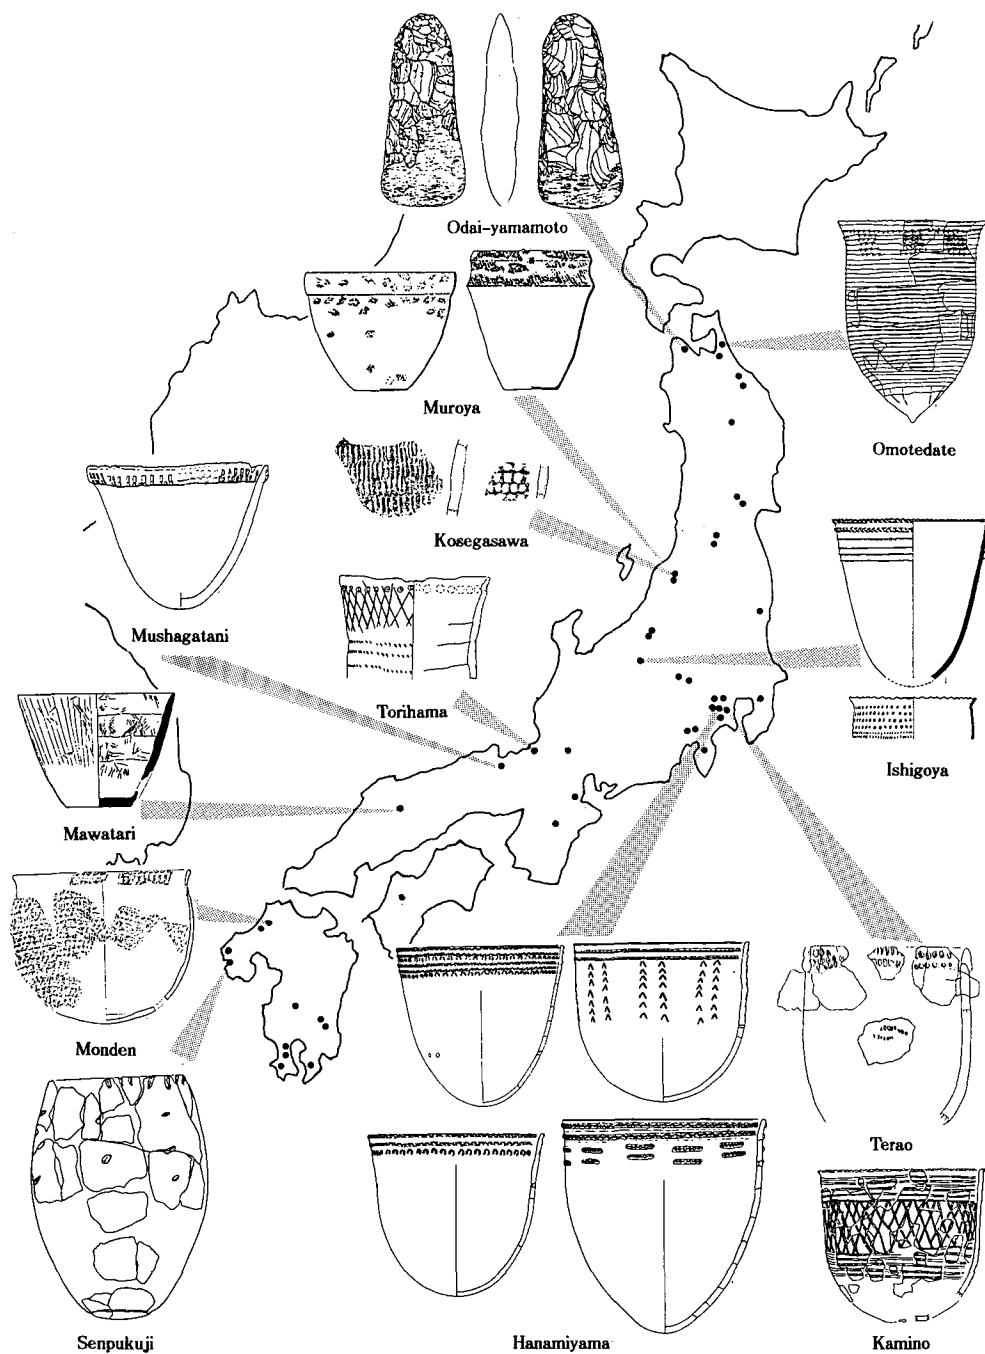 Odai-yamamoto
Muroya
Omotedate
Kosegasawa
Mushagatani
Torihama
Ishigoya
Mawatari
Monden
Terao
Senpukuji
Hanamiyama
Kamino